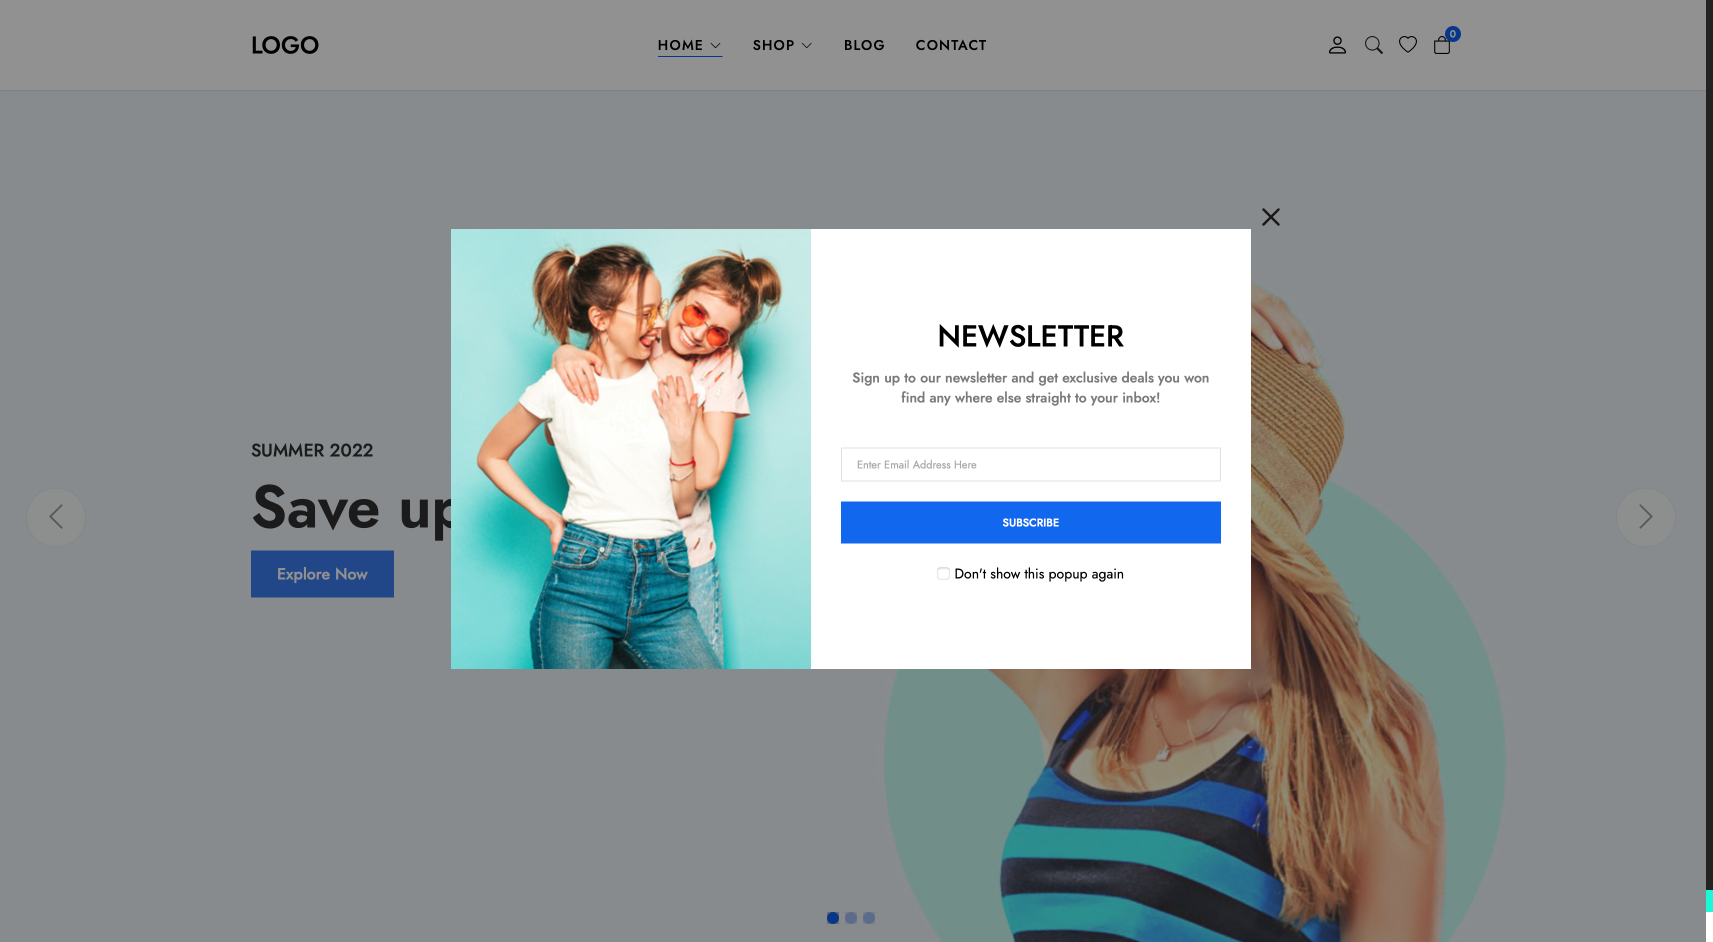 LOGO
HOME
SHOP
BLOG
CONTACT
0
SUMMER 2022
Save up
Explore Now
NEWSLETTER
Sign up to our newsletter and get exclusive deals you won
find any where else straight to your inbox!
Enter Email Address Here
SUBSCRIBE
Don't show this popup again